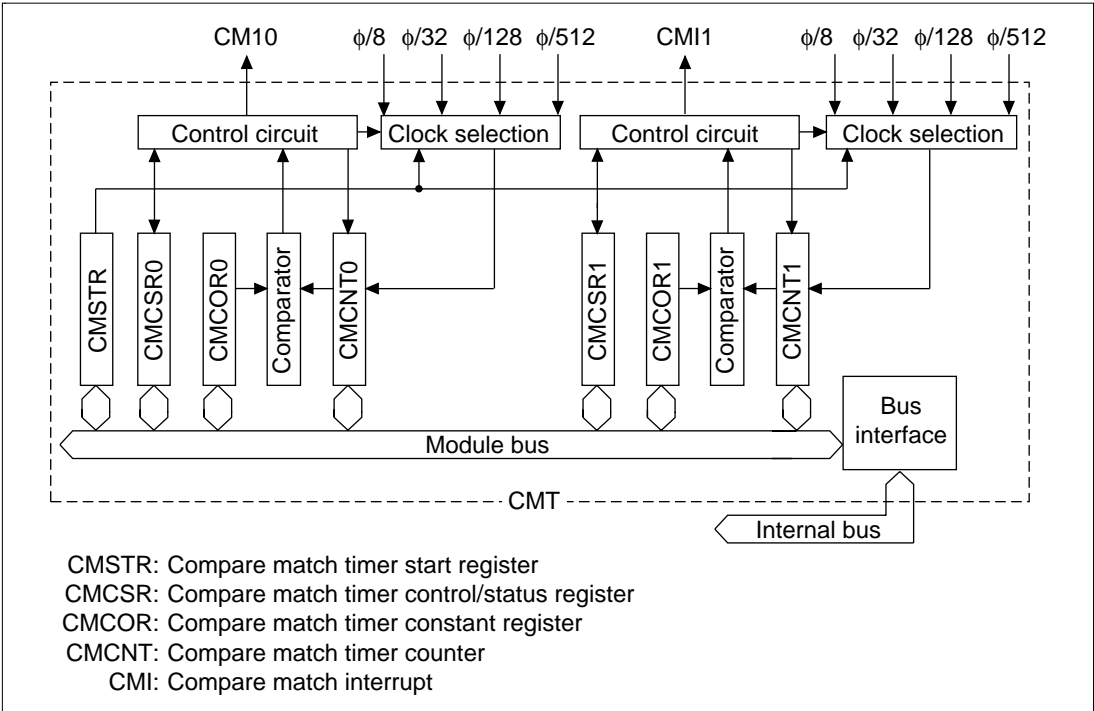 CM10 ϕ/8 ϕ/32 ϕ/128 ϕ/512 CMI1 ϕ/8 ϕ/32 ϕ/128 ϕ/512
Control circuit Clock selection Control circuit Clock selection
CMSTR
CMCSR0
CMCOR0
Comparator
CMCNT0
CMCSR1
CMCOR1
Comparator
CMCNT1
Bus
interface
Module bus
CMT
Internal bus
CMSTR: Compare match timer start register
CMCSR: Compare match timer control/status register
CMCOR: Compare match timer constant register
CMCNT: Compare match timer counter
CMI: Compare match interrupt